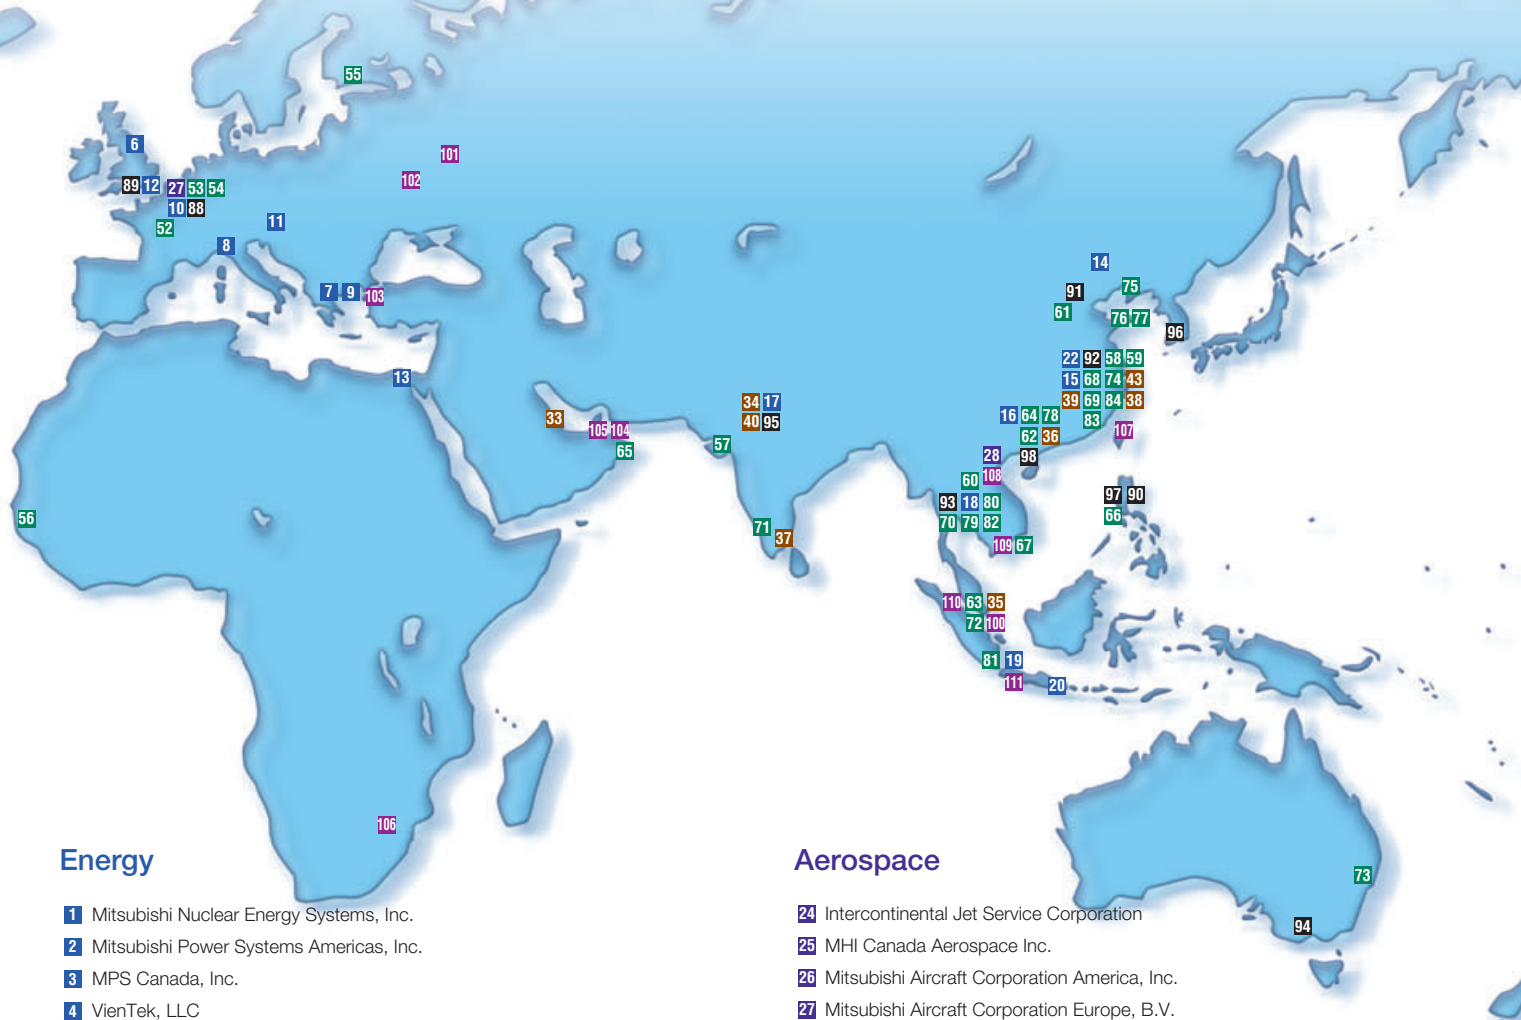 55
6
101
102
89 12 27 53 54
10 88
52
11
8
7 9 103
13
14
91 75
61
76 77
96
22 92 58 59
15 68 74 43
39 69 84 38
16 64 78
83
62 36
107
28 98
108
60
93 18 80
70 79 82
109 67
97 90
66
33
105 104
65
34 17
40 95
57
71
37
56
110 63 35
72 100
81 19
111 20
106
73
94
Energy
1 Mitsubishi Nuclear Energy Systems, Inc.
2 Mitsubishi Power Systems Americas, Inc.
3 MPS Canada, Inc.
4 VienTek, LLC
Aerospace
24 Intercontinental Jet Service Corporation
25 MHI Canada Aerospace Inc.
26 Mitsubishi Aircraft Corporation America, Inc.
27 Mitsubishi Aircraft Corporation Europe, B.V.